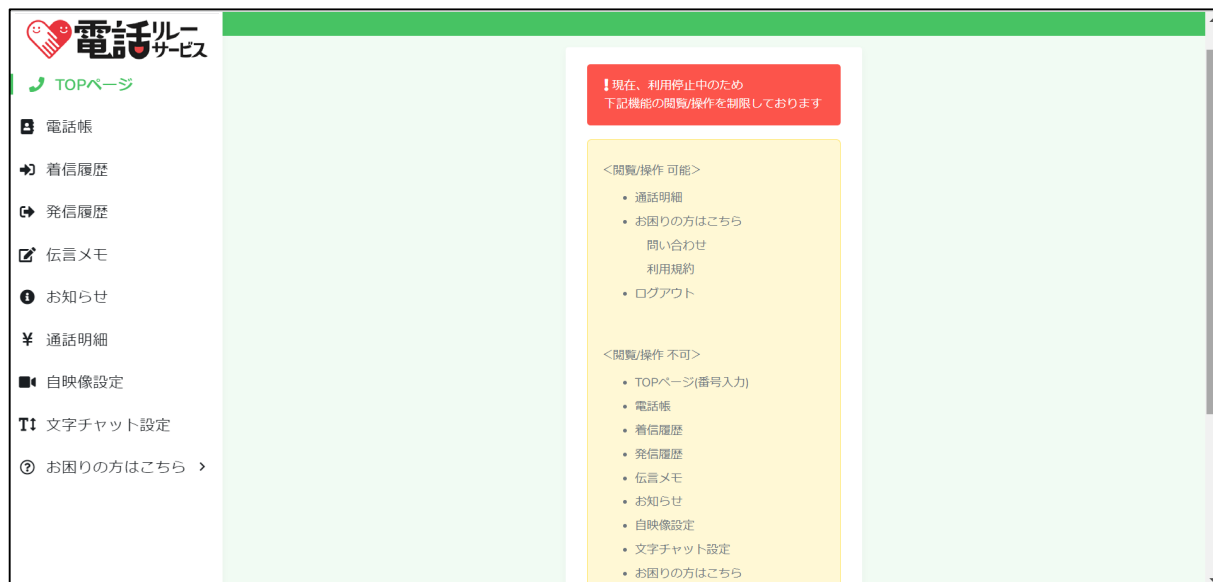 電話リレーサービス
TOPページ
電話帳
着信履歴
発信履歴
伝言メモ
お知らせ
通話明細
自映像設定
文字チャット設定
お困りの方はこちら
現在、利用停止中のため
下記機能の閲覧/操作を制限しております
<閲覧/操作 可能>
• 通話明細
• お困りの方はこちら
問い合わせ
利用規約
• ログアウト
<閲覧/操作 不可>
• TOPページ(番号入力)
• 電話帳
• 着信履歴
• 発信履歴
• 伝言メモ
• お知らせ
• 自映像設定
• 文字チャット設定
• お困りの方はこちら